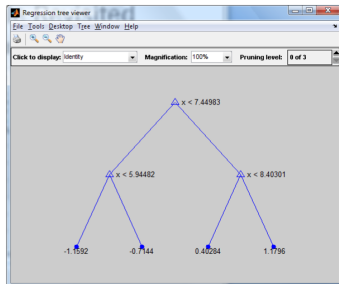 Regression tree viewer
File Tools Desktop Tree Window Help
Click to display: Identity Magnification: 100% Pruning level: 0 of 3
x < 7.44983
x < 5.94482 x < 8.40301
-1.1592 -0.7144 0.40284 1.1796